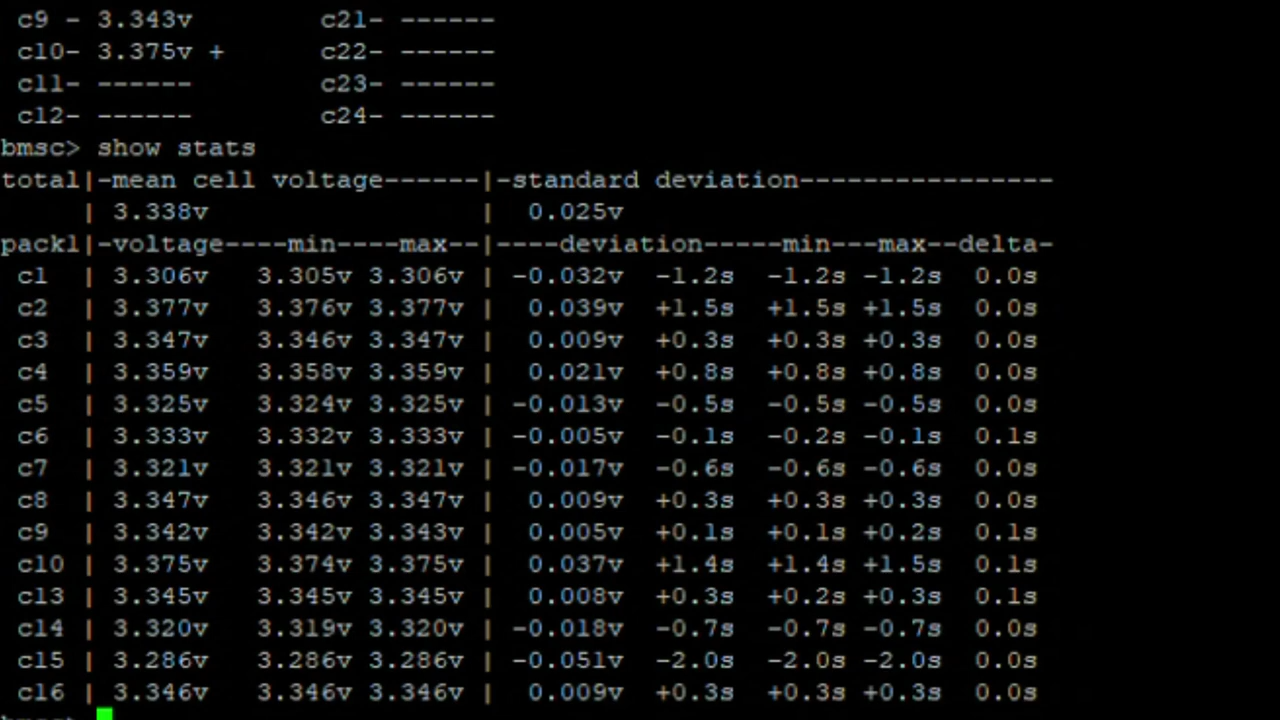 c9 - 3.343v        c21- ------
c10- 3.375v +      c22- ------
c11- ------        c23- ------
c12- ------        c24- ------
bmsc> show stats
total|-mean cell voltage------|-standard deviation----------------
     | 3.338v                 |  0.025v
pack1|-voltage----min----max--|----deviation-----min---max--delta-
 c1  | 3.306v   3.305v 3.306v | -0.032v  -1.2s  -1.2s -1.2s  0.0s
 c2  | 3.377v   3.376v 3.377v |  0.039v  +1.5s  +1.5s +1.5s  0.0s
 c3  | 3.347v   3.346v 3.347v |  0.009v  +0.3s  +0.3s +0.3s  0.0s
 c4  | 3.359v   3.358v 3.359v |  0.021v  +0.8s  +0.8s +0.8s  0.0s
 c5  | 3.325v   3.324v 3.325v | -0.013v  -0.5s  -0.5s -0.5s  0.0s
 c6  | 3.333v   3.332v 3.333v | -0.005v  -0.1s  -0.2s -0.1s  0.1s
 c7  | 3.321v   3.321v 3.321v | -0.017v  -0.6s  -0.6s -0.6s  0.0s
 c8  | 3.347v   3.346v 3.347v |  0.009v  +0.3s  +0.3s +0.3s  0.0s
 c9  | 3.342v   3.342v 3.343v |  0.005v  +0.1s  +0.1s +0.2s  0.1s
 c10 | 3.375v   3.374v 3.375v |  0.037v  +1.4s  +1.4s +1.5s  0.1s
 c13 | 3.345v   3.345v 3.345v |  0.008v  +0.3s  +0.2s +0.3s  0.1s
 c14 | 3.320v   3.319v 3.320v | -0.018v  -0.7s  -0.7s -0.7s  0.0s
 c15 | 3.286v   3.286v 3.286v | -0.051v  -2.0s  -2.0s -2.0s  0.0s
 c16 | 3.346v   3.346v 3.346v |  0.009v  +0.3s  +0.3s +0.3s  0.0s